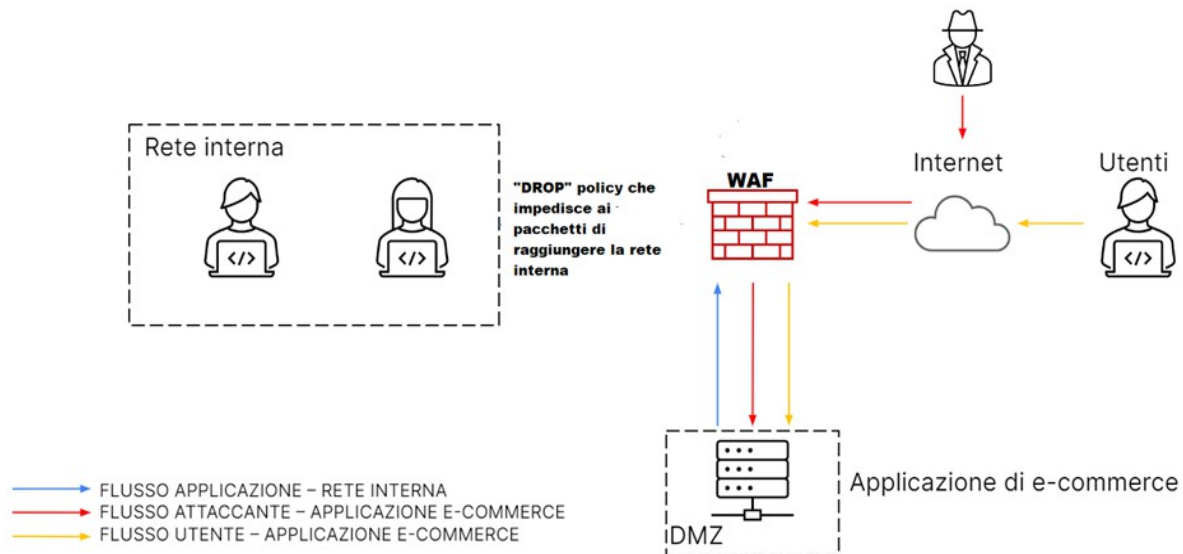 Rete interna
"DROP" policy che
impedisce ai
pacchetti di
raggiungere la rete
interna
WAF
Internet
Utenti
</>
</>
</>
Applicazione di e-commerce
DMZ
FLUSSO APPLICAZIONE – RETE INTERNA
FLUSSO ATTACCANTE – APPLICAZIONE E-COMMERCE
FLUSSO UTENTE – APPLICAZIONE E-COMMERCE